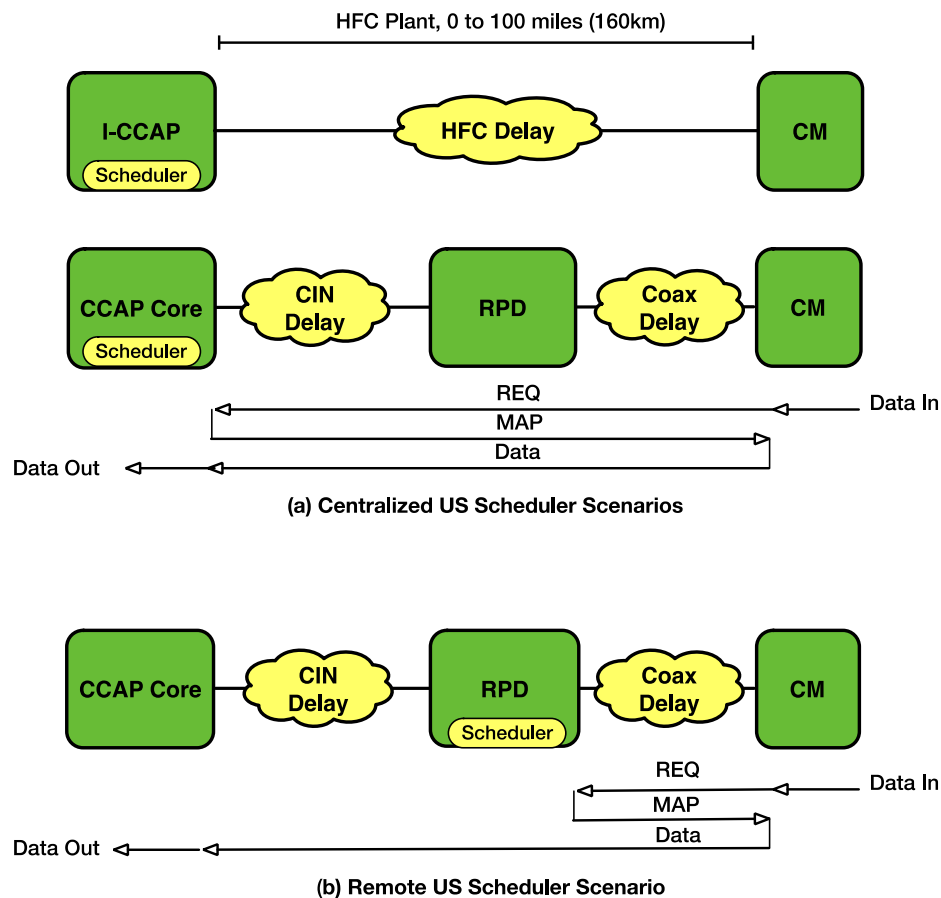 HFC Plant, 0 to 100 miles (160km)
I-CCAP
Scheduler
HFC Delay
CM
CCAP Core
Scheduler
CIN
Delay
RPD
Coax
Delay
CM
REQ
Data In
MAP
Data
Data Out
(a) Centralized US Scheduler Scenarios
CCAP Core
CIN
Delay
RPD
Scheduler
Coax
Delay
CM
REQ
Data In
MAP
Data
Data Out
(b) Remote US Scheduler Scenario